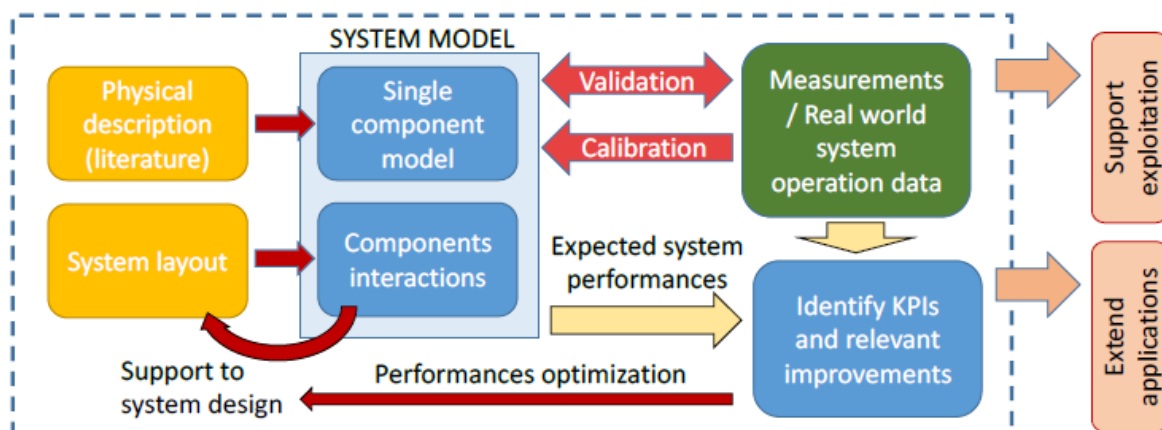 SYSTEM MODEL
Physical
description
(literature)
Single
component
model
Validation
Calibration
Measurements
/ Real world
system
operation data
Support
exploitation
System layout
Components
interactions
Expected system
performances
Identify KPIs
and relevant
improvements
Extend
applications
Support to
system design
Performances optimization